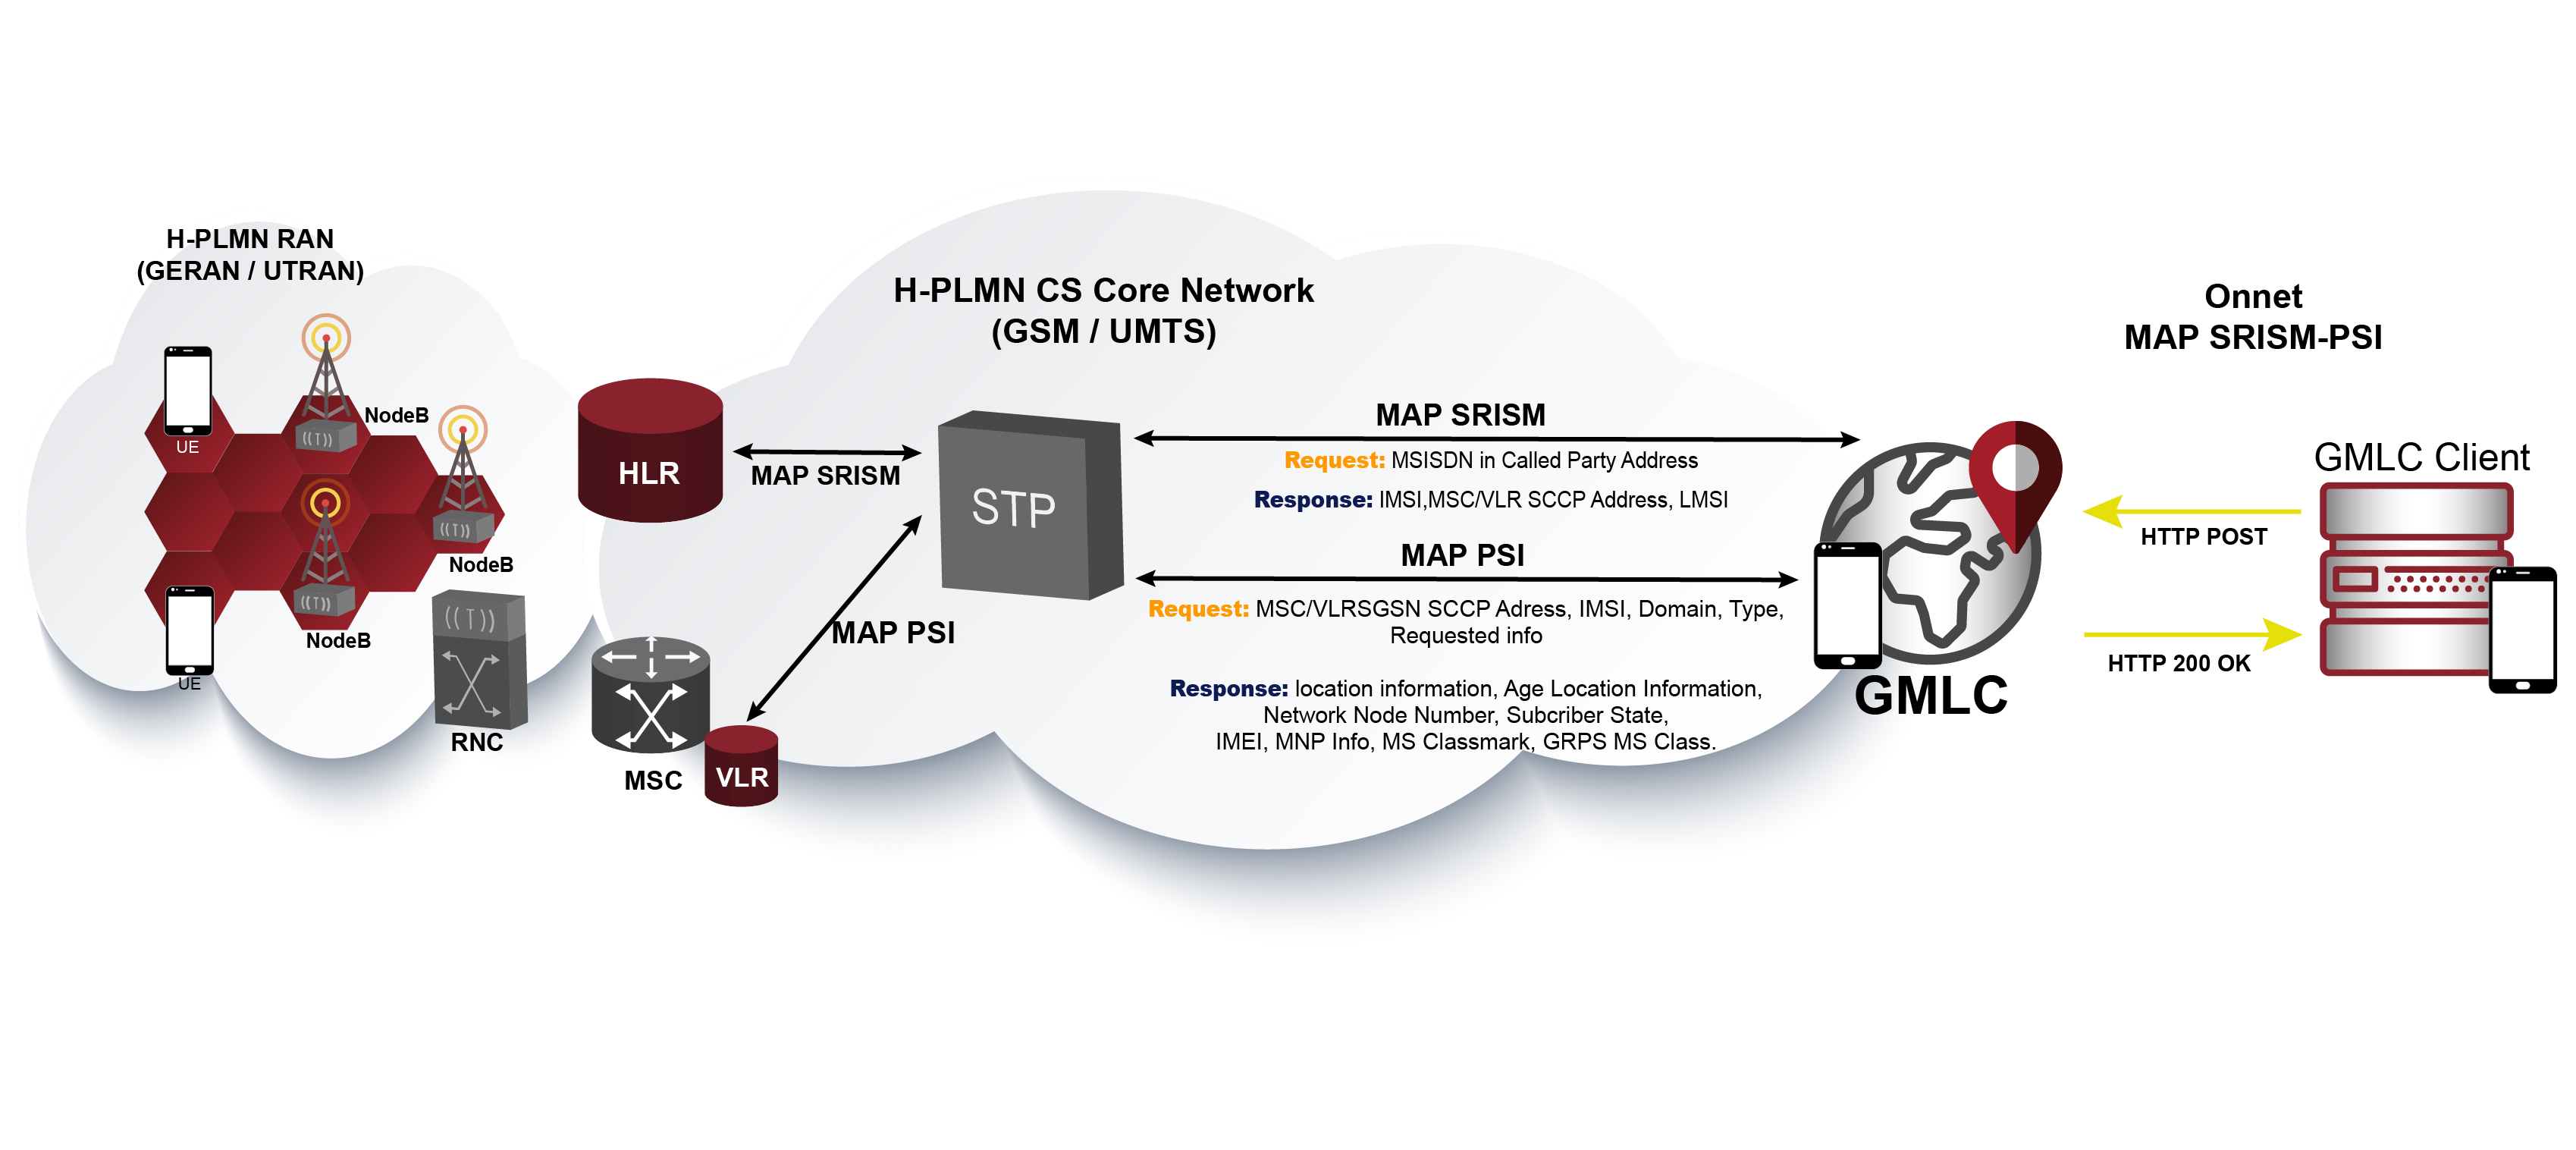 H-PLMN RAN
(GERAN / UTRAN)
UE
NodeB
NodeB
NodeB
UE
RNC
H-PLMN CS Core Network
(GSM / UMTS)
HLR
MAP SRISM
STP
MAP PSI
MSC
VLR
MAP SRISM
Request: MSISDN in Called Party Address
Response: IMSI,MSC/VLR SCCP Address, LMSI
MAP PSI
Request: MSC/VLRSGSN SCCP Adress, IMSI, Domain, Type,
Requested info
Response: location information, Age Location Information,
Network Node Number, Subcriber State,
IMEI, MNP Info, MS Classmark, GRPS MS Class.
GMLC
Onnet
MAP SRISM-PSI
GMLC Client
HTTP POST
HTTP 200 OK
((T))
((T))
((T))
((T))